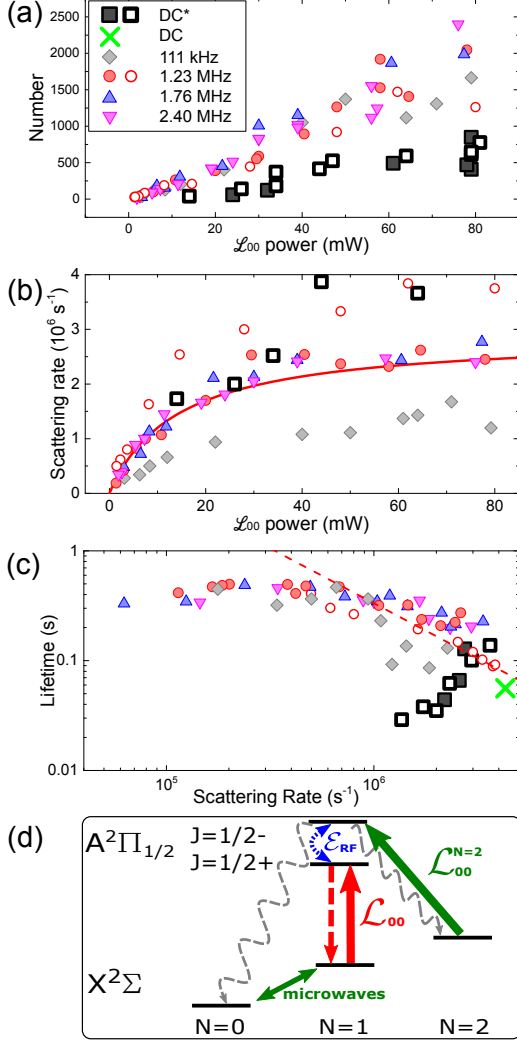 (a)
Number
2500
2000
1500
1000
500
0
DC*
DC
111 kHz
1.23 MHz
1.76 MHz
2.40 MHz
0 20 40 60 80
ℒ₀₀ power (mW)
(b)
Scattering rate (10⁶ s⁻¹)
4
3
2
1
0
0 20 40 60 80
ℒ₀₀ power (mW)
(c)
Lifetime (s)
1
0.1
0.01
10⁵ 10⁶
Scattering Rate (s⁻¹)
(d)
A²Π₁/₂
J=1/2-
J=1/2+
ℰRF
ℒ₀₀
ℒ₀₀ᴺ⁼²
X²Σ
microwaves
N=0 N=1 N=2